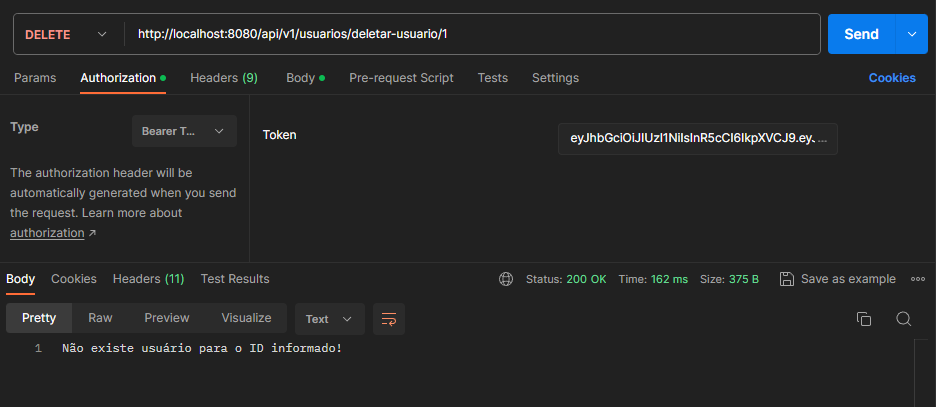 DELETE http://localhost:8080/api/v1/usuarios/deletar-usuario/1 Send
Params Authorization Headers (9) Body Pre-request Script Tests Settings Cookies
Type Bearer T...
Token eyJhbGciOiJIUzI1NiIsInR5cCI6IkpXVCJ9.ey. ...
The authorization header will be
automatically generated when you send
the request. Learn more about
authorization ↗
Body Cookies Headers (11) Test Results Status: 200 OK Time: 162 ms Size: 375 B Save as example
Pretty Raw Preview Visualize Text
1 Não existe usuário para o ID informado!